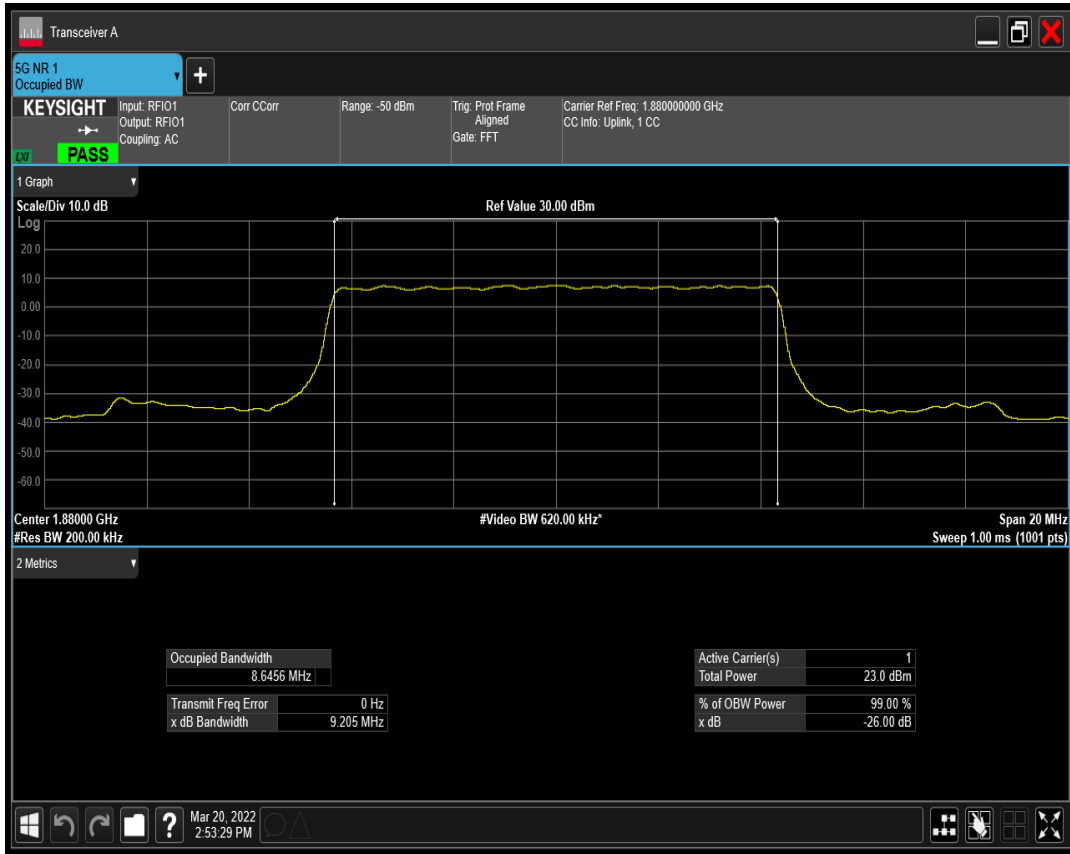 Transceiver A
5G NR 1
Occupied BW
+
KEYSIGHT
LXI
PASS
Input: RFIO1
Output: RFIO1
Coupling: AC
Corr CCorr
Range: -50 dBm
Trig: Prot Frame
Aligned
Gate: FFT
Carrier Ref Freq: 1.880000000 GHz
CC Info: Uplink, 1 CC
1 Graph
Scale/Div 10.0 dB
Ref Value 30.00 dBm
Log
20.0
10.0
0.00
-10.0
-20.0
-30.0
-40.0
-50.0
-60.0
Center 1.88000 GHz
#Video BW 620.00 kHz*
Span 20 MHz
#Res BW 200.00 kHz
Sweep 1.00 ms (1001 pts)
2 Metrics
Occupied Bandwidth
8.6456 MHz
Transmit Freq Error 0 Hz
x dB Bandwidth 9.205 MHz
Active Carrier(s) 1
Total Power 23.0 dBm
% of OBW Power 99.00 %
x dB -26.00 dB
?
Mar 20, 2022
2:53:29 PM